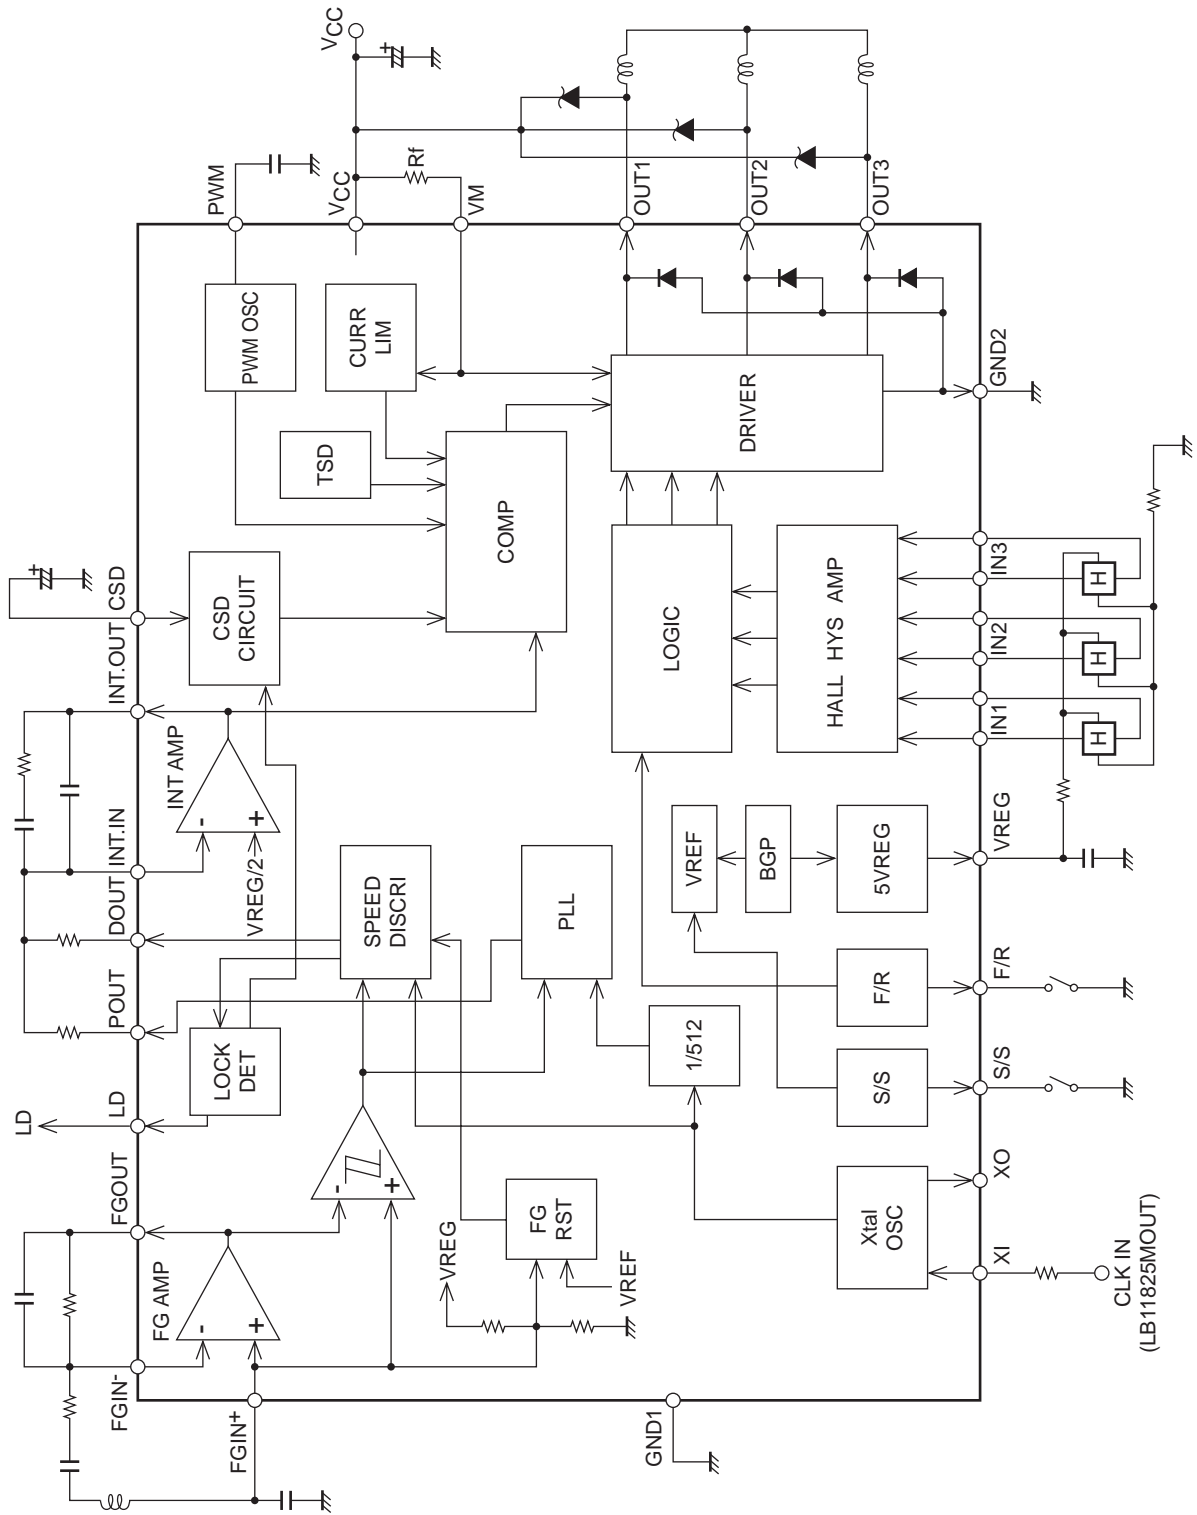 VCC
PWM
VCC
Rf
VM
OUT1
OUT2
OUT3
PWM OSC
CURR
LIM
TSD
COMP
DRIVER
GND2
CSD
CSD
CIRCUIT
INT.OUT
INT AMP
-
+
VREG/2
INT.IN
DOUT
POUT
LD
LD
FGOUT
FG AMP
-
+
FGIN-
FGIN+
LOGIC
HALL HYS AMP
IN3
IN2
IN1
H
H
H
SPEED
DISCRI
PLL
VREF
BGP
5VREG
VREG
LOCK
DET
1/512
F/R
F/R
S/S
S/S
-
+
FG
RST
VREG
VREF
Xtal
OSC
XO
XI
CLK IN
(LB11825MOUT)
GND1
+
+